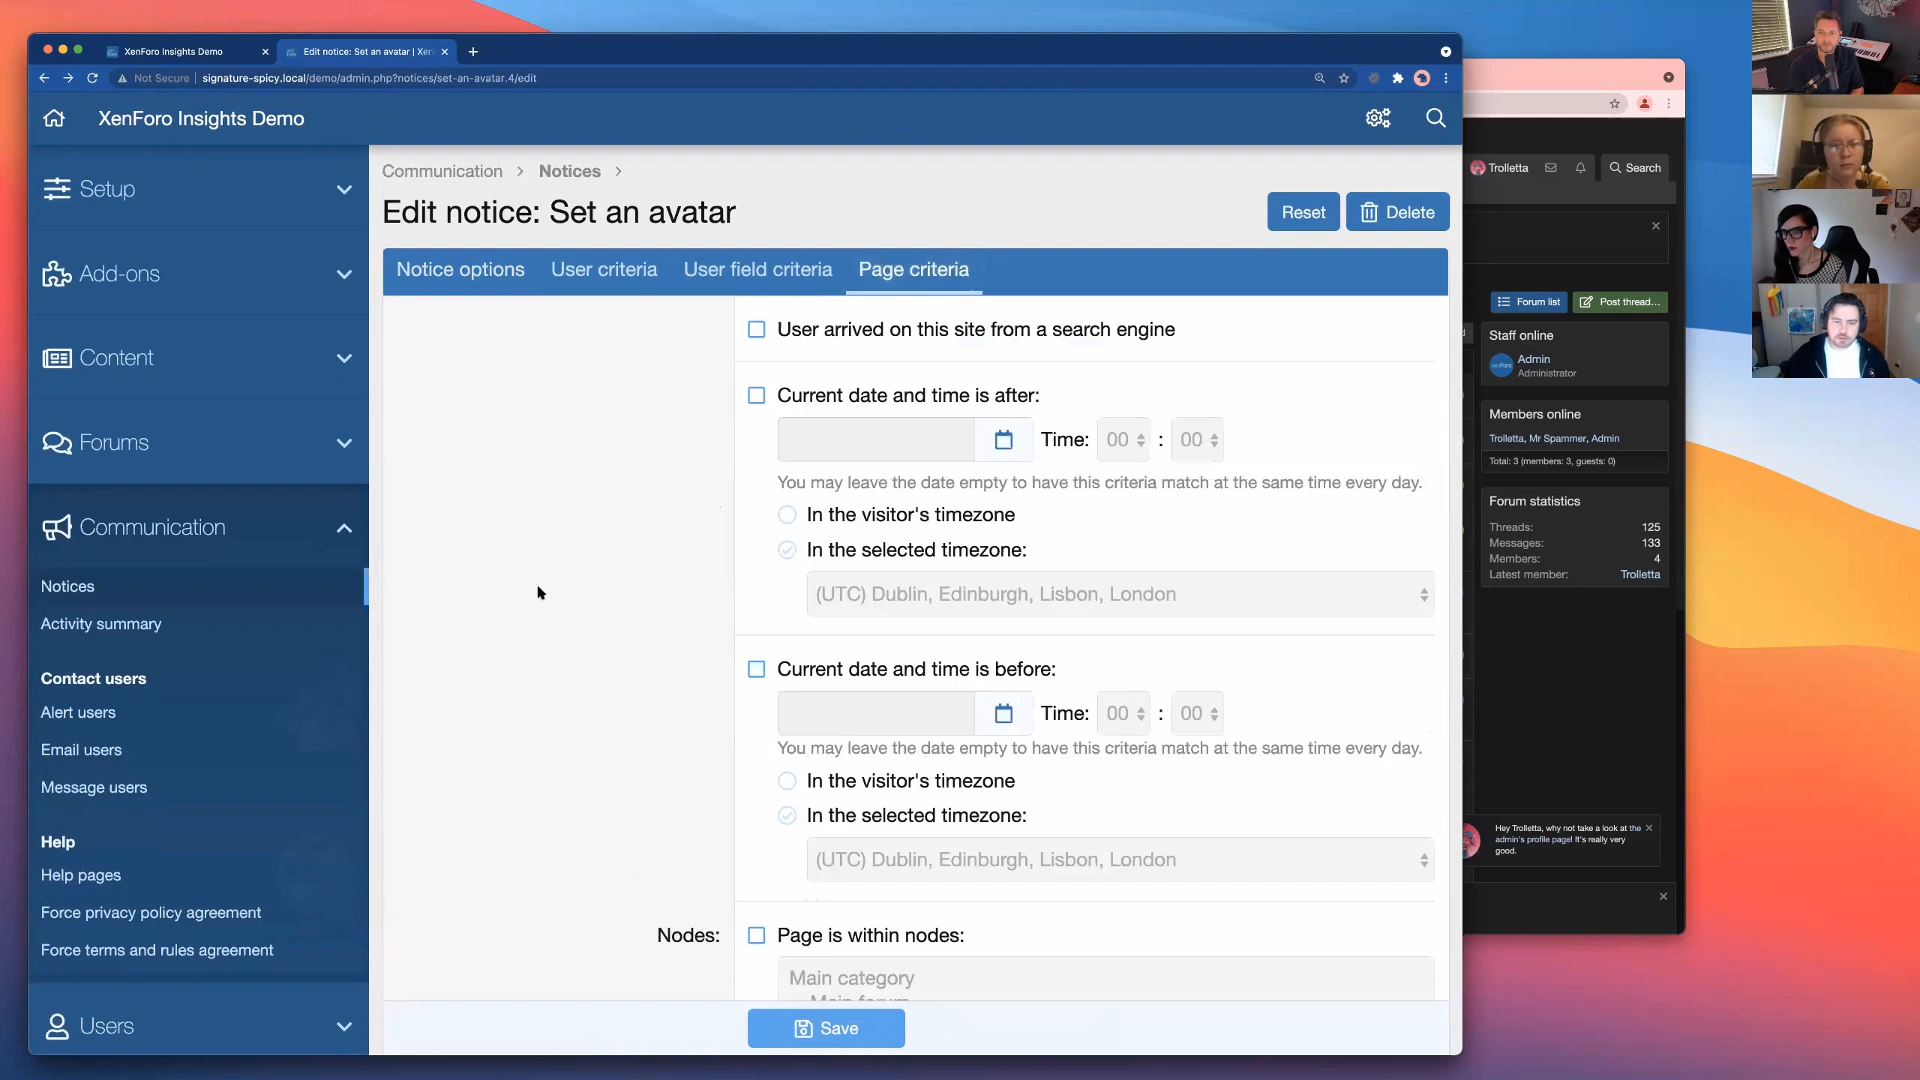 XenForo Insights Demo
Edit notice: Set an avatar | Xen
Not Secure
signature-spicy.local/demo/admin.php?notices/set-an-avatar.4/edit
XenForo Insights Demo
Setup
Add-ons
Content
Forums
Communication
Notices
Activity summary
Contact users
Alert users
Email users
Message users
Help
Help pages
Force privacy policy agreement
Force terms and rules agreement
Users
Communication
Notices
Edit notice: Set an avatar
Reset
Delete
Notice options
User criteria
User field criteria
Page criteria
User arrived on this site from a search engine
Current date and time is after:
Time: 00 : 00
You may leave the date empty to have this criteria match at the same time every day.
In the visitor's timezone
In the selected timezone:
(UTC) Dublin, Edinburgh, Lisbon, London
Current date and time is before:
Time: 00 : 00
You may leave the date empty to have this criteria match at the same time every day.
In the visitor's timezone
In the selected timezone:
(UTC) Dublin, Edinburgh, Lisbon, London
Nodes:
Page is within nodes:
Main category
Main forum
Save
Trolletta
Search
Forum list
Post thread...
Staff online
Admin
Administrator
Members online
Trolletta, Mr Spammer, Admin
Total: 3 (members: 3, guests: 0)
Forum statistics
Threads: 125
Messages: 133
Members: 4
Latest member: Trolletta
Hey Trolletta, why not take a look at the
admin's profile page! It's really very
good.